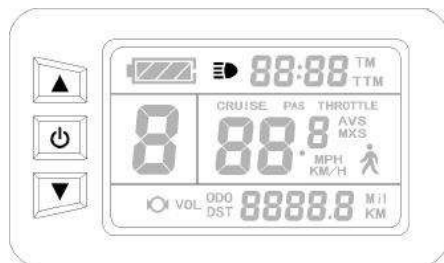 88:88 TM
TTM
CRUISE PAS THROTTLE
8 88.8 AVS
MXS
MPH
KM/H
VOL ODO 8888.8 Mil
DST KM